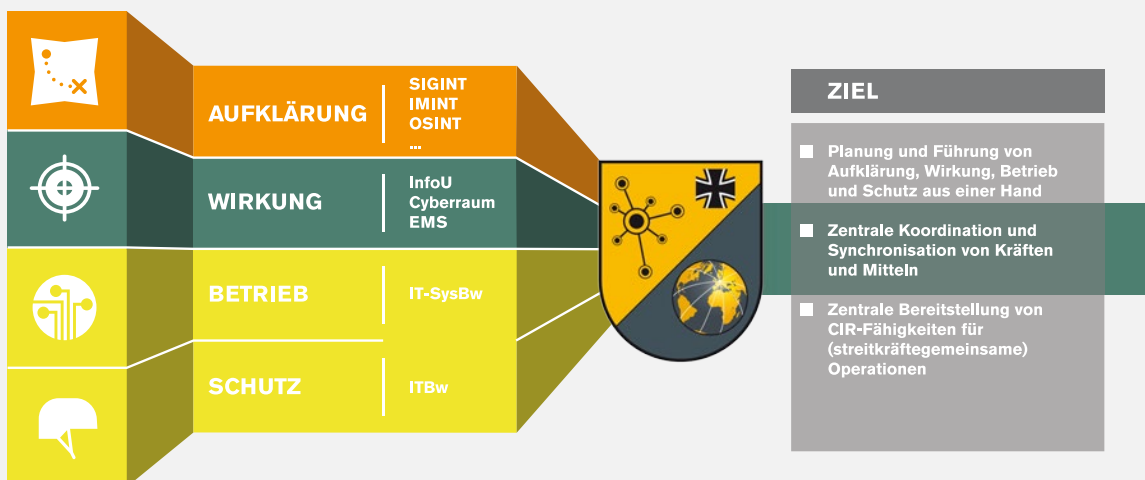 AUFKLÄRUNG
SIGINT
IMINT
OSINT
...
WIRKUNG
InfoU
Cyberraum
EMS
BETRIEB
IT-SysBw
SCHUTZ
ITBw
ZIEL
Planung und Führung von
Aufklärung, Wirkung, Betrieb
und Schutz aus einer Hand
Zentrale Koordination und
Synchronisation von Kräften
und Mitteln
Zentrale Bereitstellung von
CIR-Fähigkeiten für
(streitkräftegemeinsame)
Operationen